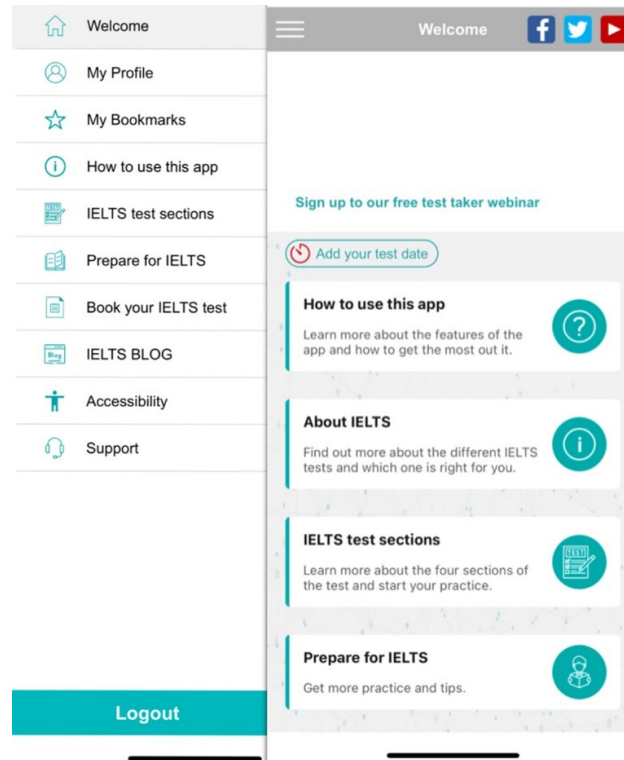 Welcome
My Profile
My Bookmarks
How to use this app
IELTS test sections
Prepare for IELTS
Book your IELTS test
IELTS BLOG
Accessibility
Support
Logout
Welcome
Sign up to our free test taker webinar
Add your test date
How to use this app
Learn more about the features of the
app and how to get the most out it.
About IELTS
Find out more about the different IELTS
tests and which one is right for you.
IELTS test sections
Learn more about the four sections of
the test and start your practice.
TEST
Prepare for IELTS
Get more practice and tips.